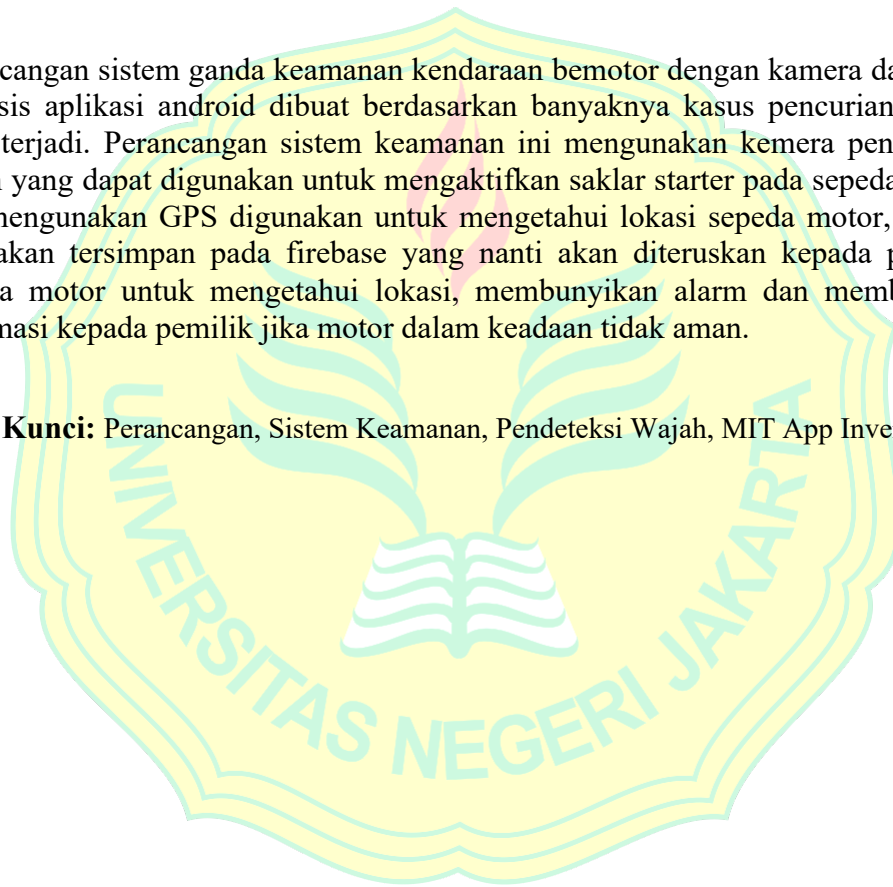 cangan sistem ganda keamanan kendaraan bemotor dengan kamera da
sis aplikasi android dibuat berdasarkan banyaknya kasus pencurian
terjadi. Perancangan sistem keamanan ini mengunakan kemera pen
yang dapat digunakan untuk mengaktifkan saklar starter pada sepeda
mengunakan GPS digunakan untuk mengetahui lokasi sepeda motor,
akan tersimpan pada firebase yang nanti akan diteruskan kepada p
a motor untuk mengetahui lokasi, membunyikan alarm dan memb
masi kepada pemilik jika motor dalam keadaan tidak aman.
Kunci: Perancangan, Sistem Keamanan, Pendeteksi Wajah, MIT App Inve
UNIVERSITAS NEGERI JAKARTA